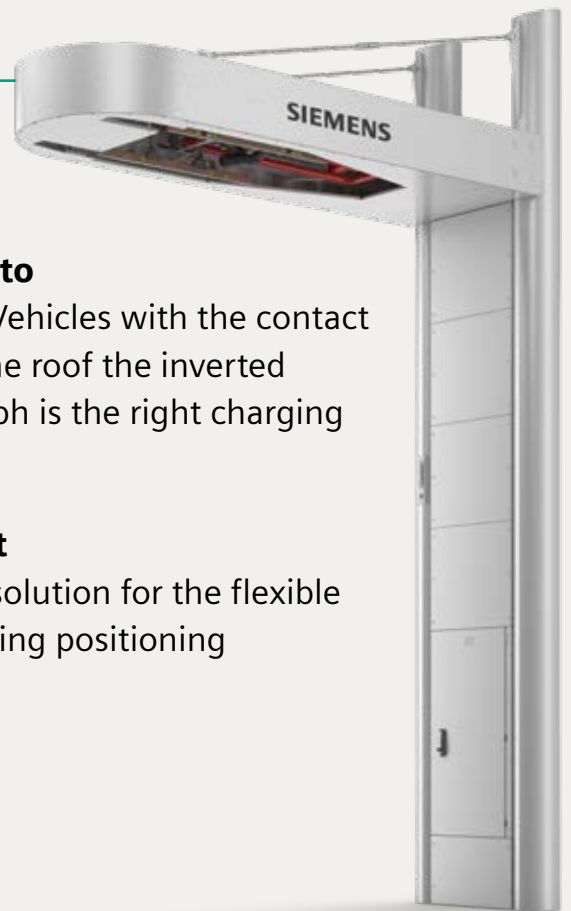 SIEMENS
to
Vehicles with the contact
e roof the inverted
ph is the right charging
t
solution for the flexible
ing positioning